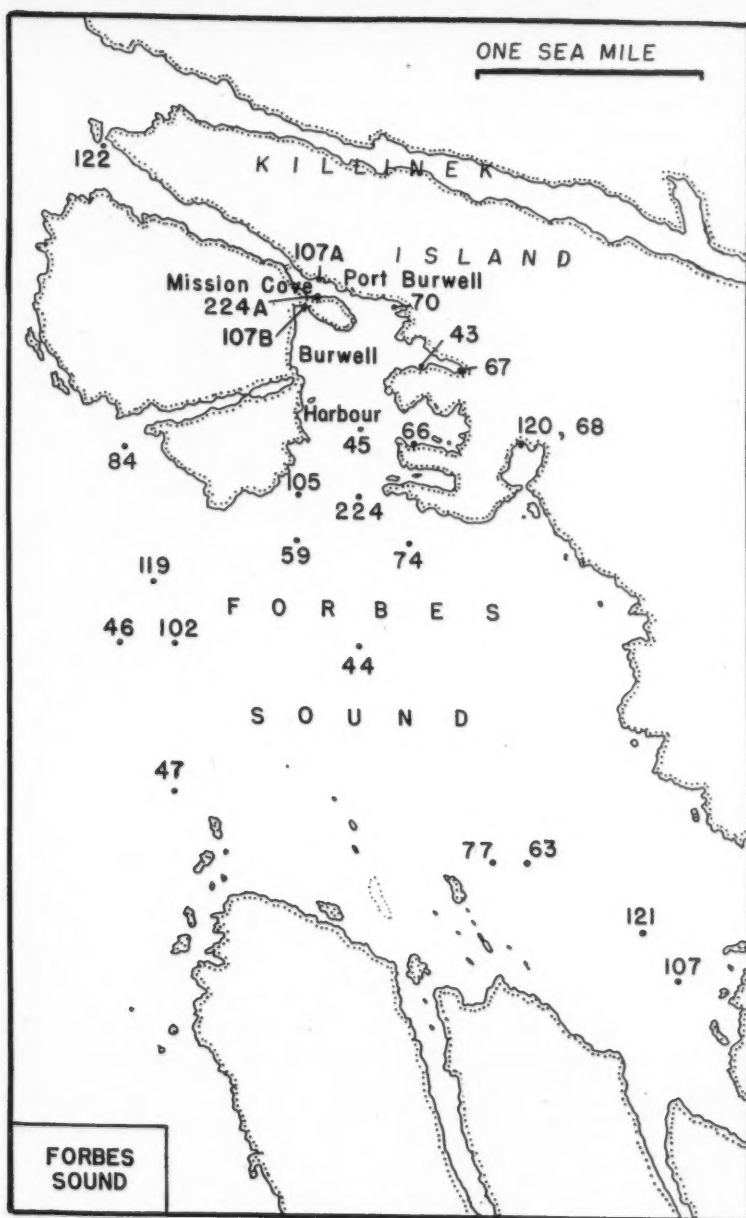 ONE SEA MILE
122
KILLINEK
ISLAND
107A
Mission Cove
Port Burwell
224A
70
107B
43
Burwell
67
Harbour
45
66
120, 68
84
105
224
59
74
119
FORBES
46
102
44
SOUND
47
77
63
121
107
FORBES
SOUND